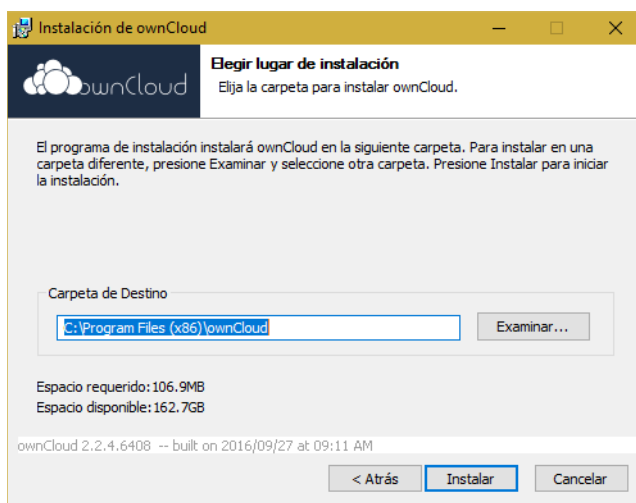 Instalación de ownCloud
ownCloud
Elegir lugar de instalación
Elija la carpeta para instalar ownCloud.
El programa de instalación instalará ownCloud en la siguiente carpeta. Para instalar en una
carpeta diferente, presione Examinar y seleccione otra carpeta. Presione Instalar para iniciar
la instalación.
Carpeta de Destino
C:\Program Files (x86)\ownCloud
Examinar...
Espacio requerido: 106.9MB
Espacio disponible: 162.7GB
ownCloud 2.2.4.6408 -- built on 2016/09/27 at 09:11 AM
< Atrás
Instalar
Cancelar